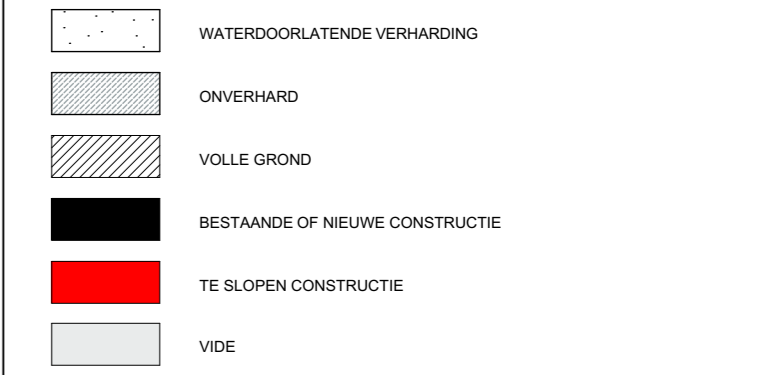 WATERDOORLATENDE VERHARDING
ONVERHARD
VOLLE GROND
BESTAANDE OF NIEUWE CONSTRUCTIE
TE SLOPEN CONSTRUCTIE
VIDE